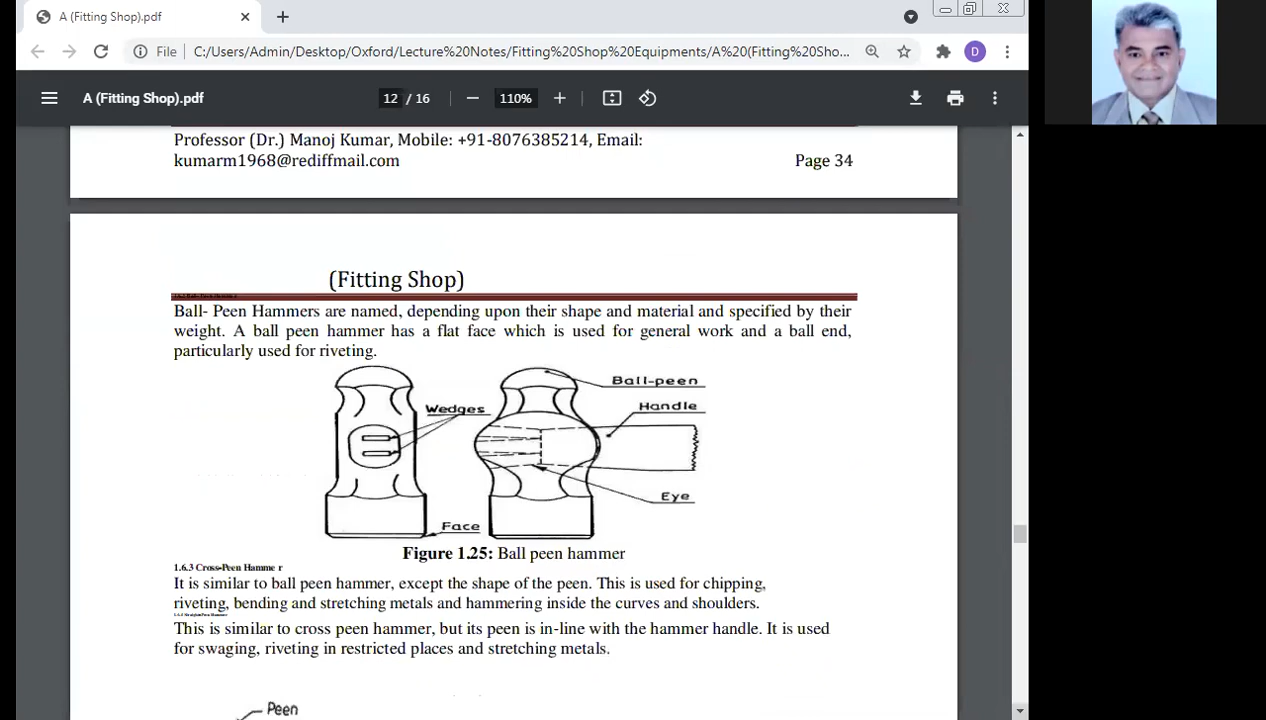 A (Fitting Shop).pdf
File
C:/Users/Admin/Desktop/Oxford/Lecture%20Notes/Fitting%20Shop%20Equipments/A%20(Fitting%20Sho...
D
A (Fitting Shop).pdf
12 / 16
110%
Professor (Dr.) Manoj Kumar, Mobile: +91-8076385214, Email:
kumarm1968@rediffmail.com
Page 34
(Fitting Shop)
Ball- Peen Hammers are named, depending upon their shape and material and specified by their
weight. A ball peen hammer has a flat face which is used for general work and a ball end,
particularly used for riveting.
Ball-peen
Wedges
Handle
Eye
Face
Figure 1.25: Ball peen hammer
1.6.3 Cross-Peen Hamme r
It is similar to ball peen hammer, except the shape of the peen. This is used for chipping,
riveting, bending and stretching metals and hammering inside the curves and shoulders.
This is similar to cross peen hammer, but its peen is in-line with the hammer handle. It is used
for swaging, riveting in restricted places and stretching metals.
Peen